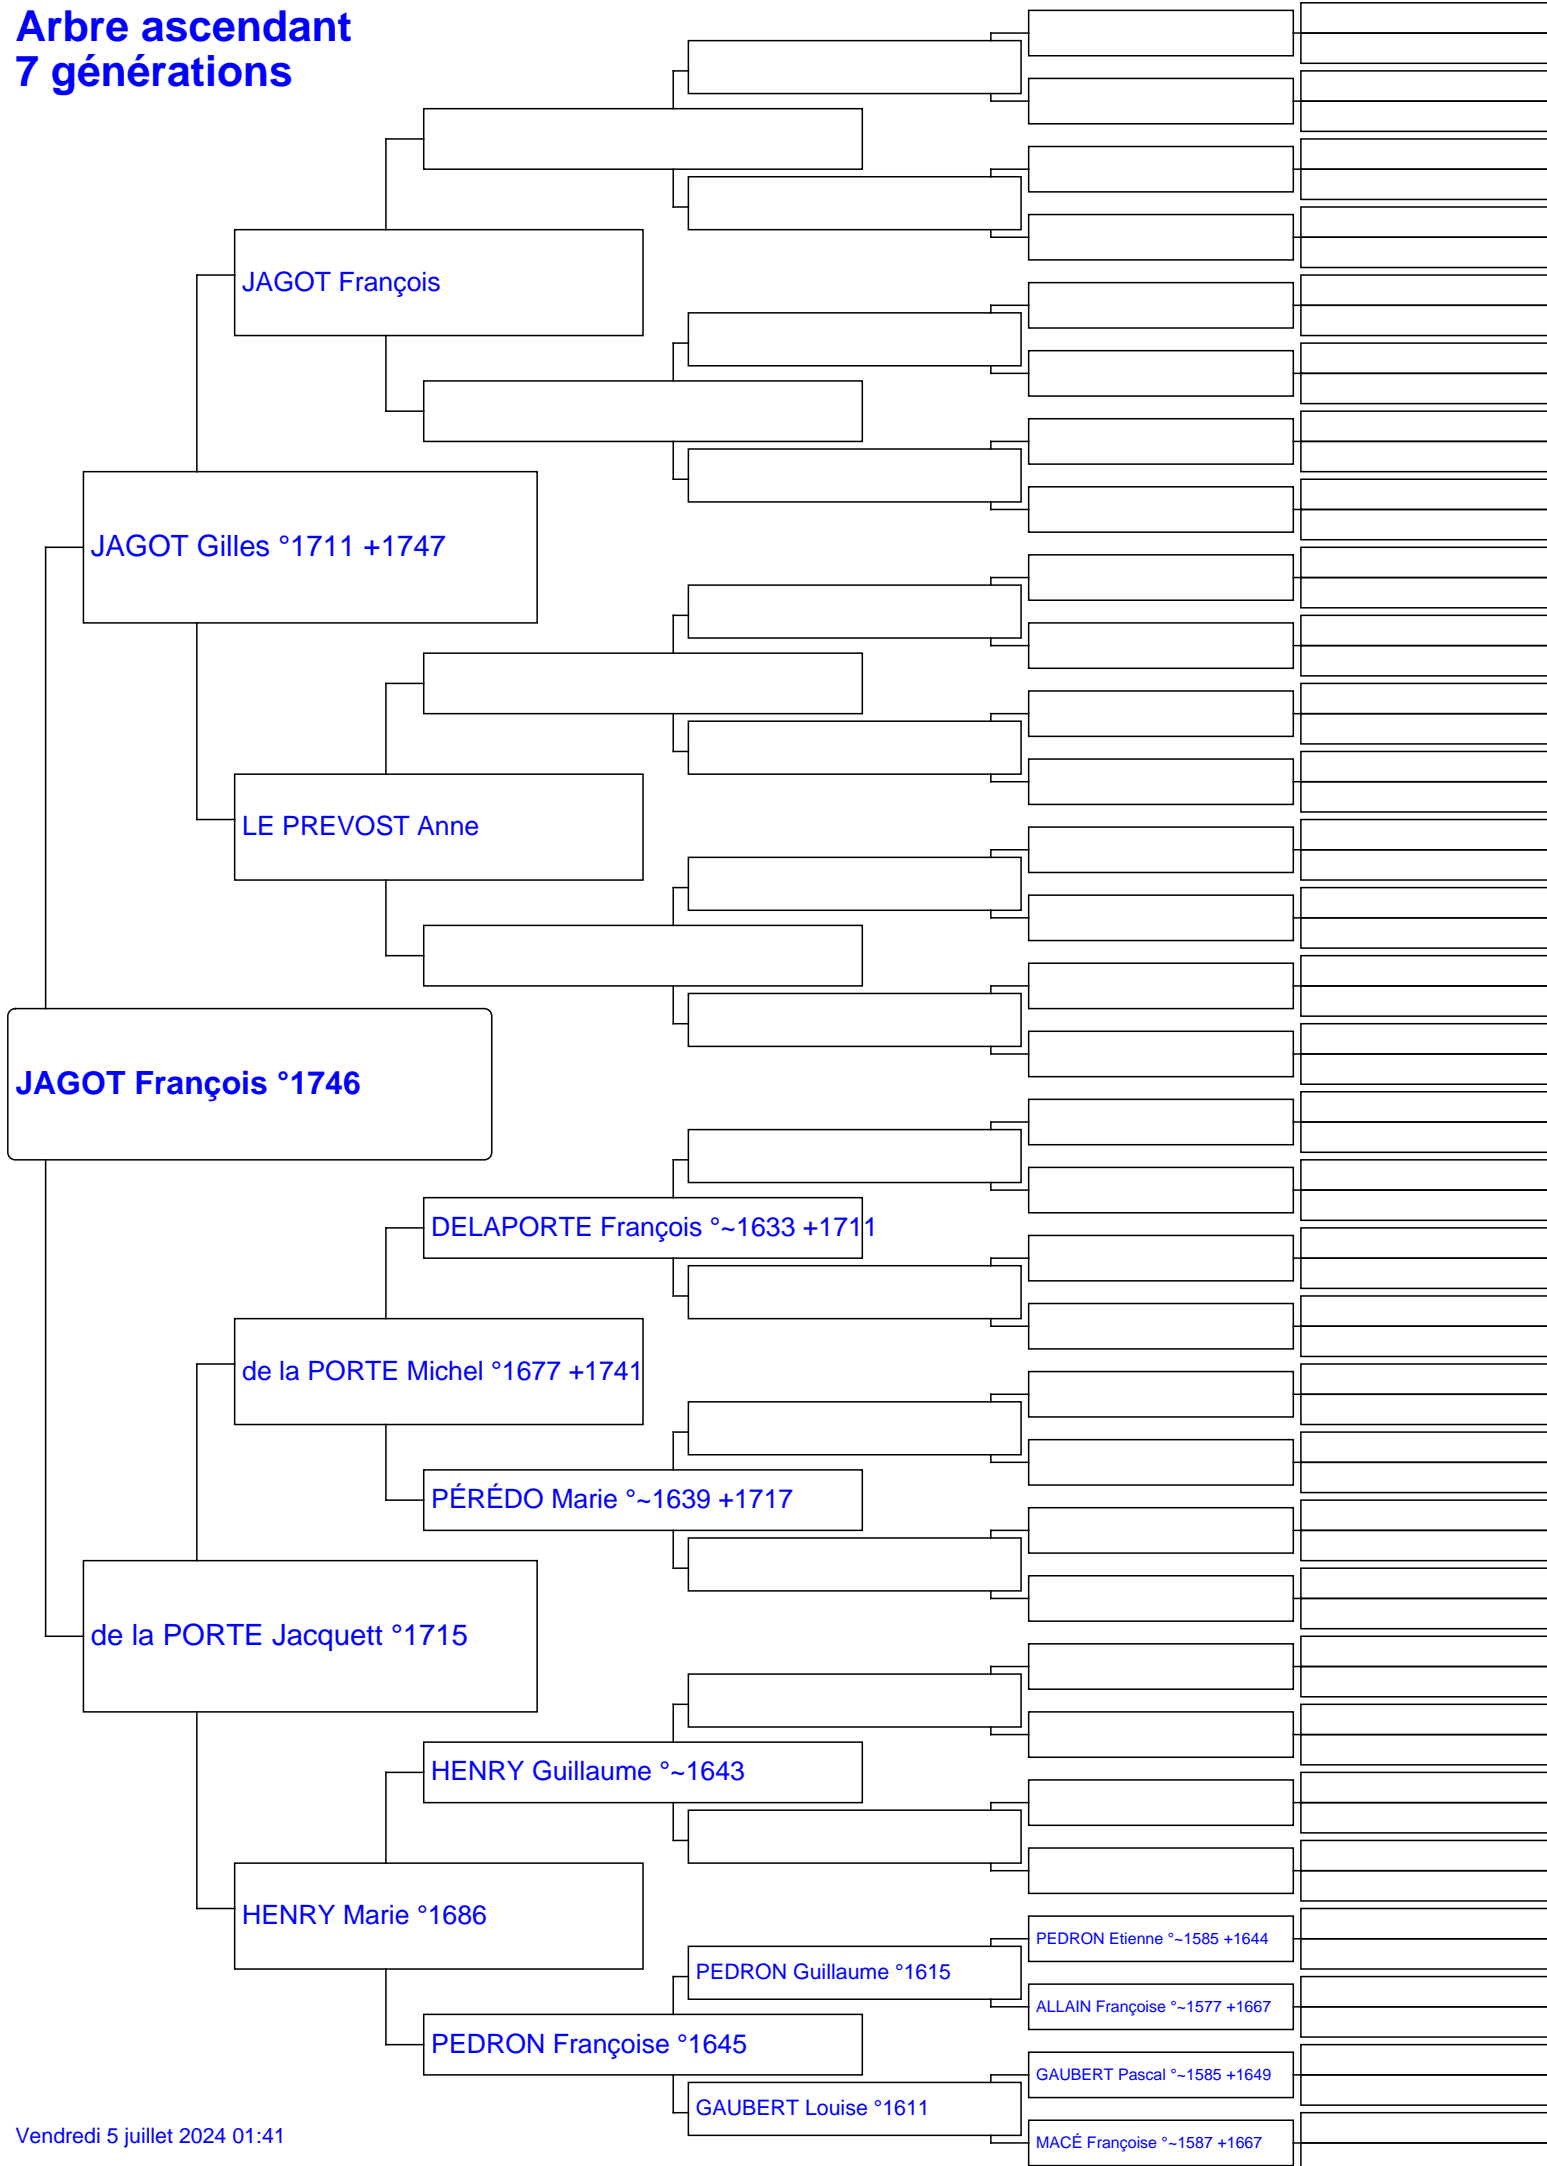 Arbre ascendant
7 générations
JAGOT François
JAGOT Gilles °1711 +1747
LE PREVOST Anne
JAGOT François °1746
DELAPORTE François °~1633 +1711
de la PORTE Michel °1677 +1741
PÉRÉDO Marie °~1639 +1717
de la PORTE Jacquett °1715
HENRY Guillaume °~1643
HENRY Marie °1686
PEDRON Etienne °~1585 +1644
PEDRON Guillaume °1615
ALLAIN Françoise °~1577 +1667
PEDRON Françoise °1645
GAUBERT Pascal °~1585 +1649
GAUBERT Louise °1611
MACÉ Françoise °~1587 +1667
Vendredi 5 juillet 2024 01:41